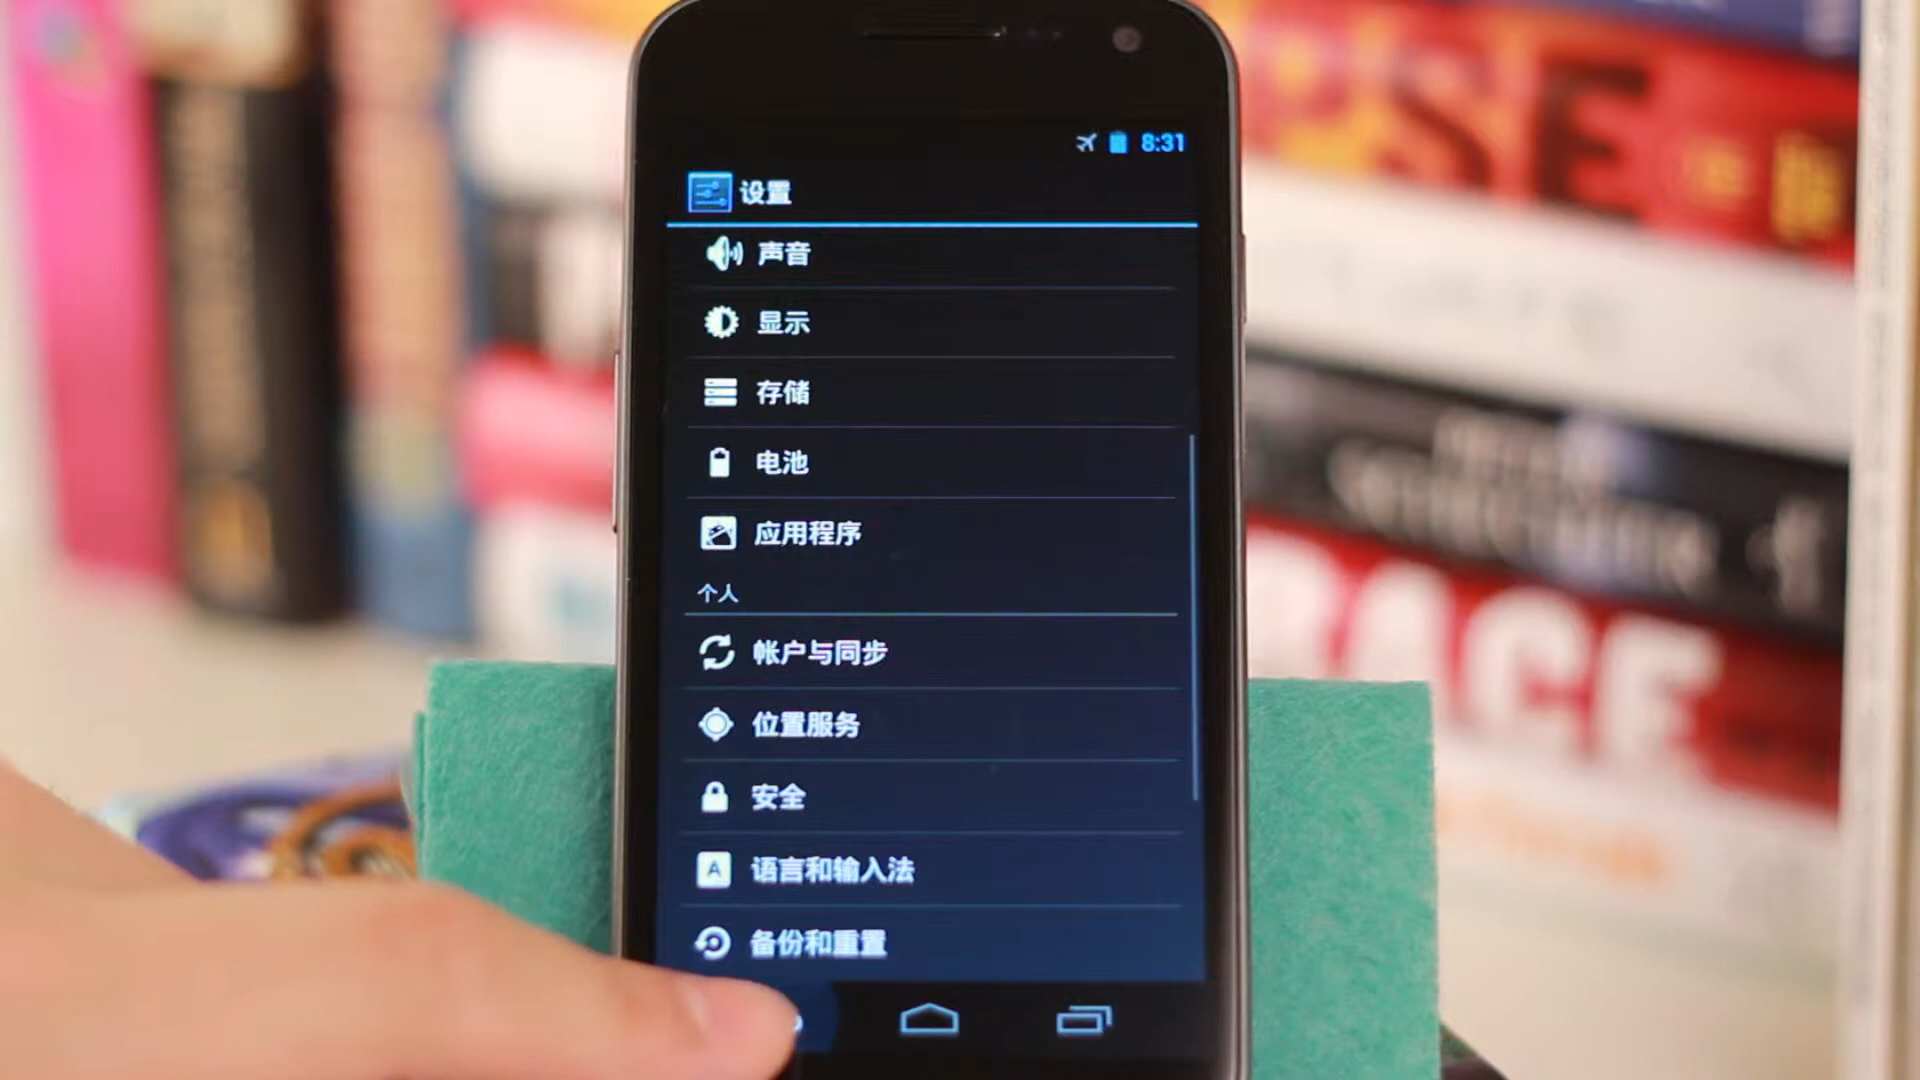 8:31
设置
声音
显示
存储
电池
应用程序
个人
帐户与同步
位置服务
安全
A
语言和输入法
备份和重置